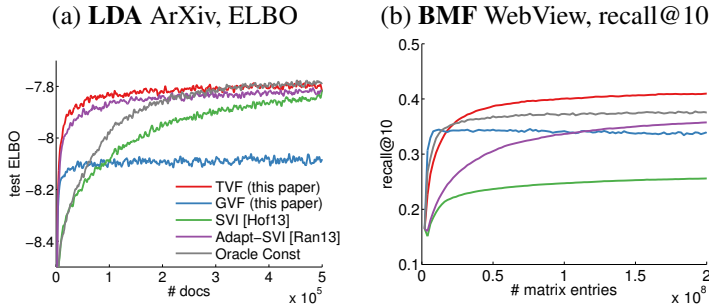 (a) LDA ArXiv, ELBO
−7.8
−8
−8.2
−8.4
test ELBO
TVF (this paper)
GVF (this paper)
SVI [Hof13]
Adapt−SVI [Ran13]
Oracle Const
0 1 2 3 4 5
# docs x 10^5
(b) BMF WebView, recall@10
0.5
0.4
0.3
0.2
0.1
recall@10
0 0.5 1 1.5 2
# matrix entries x 10^8